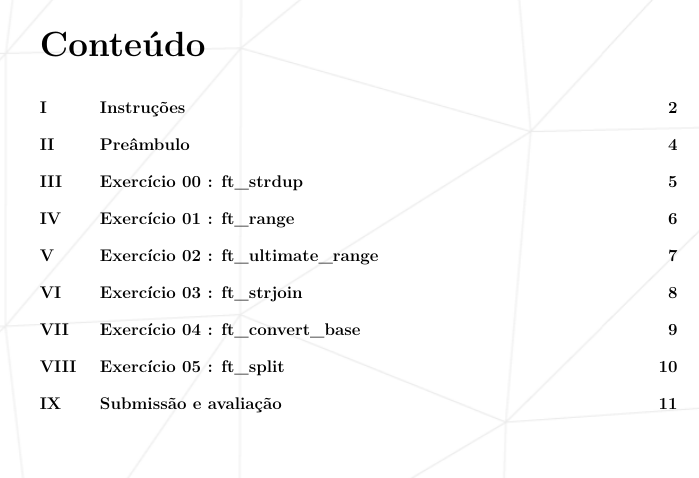 Conteúdo
I Instruções 2
II Preâmbulo 4
III Exercício 00 : ft_strdup 5
IV Exercício 01 : ft_range 6
V Exercício 02 : ft_ultimate_range 7
VI Exercício 03 : ft_strjoin 8
VII Exercício 04 : ft_convert_base 9
VIII Exercício 05 : ft_split 10
IX Submissão e avaliação 11